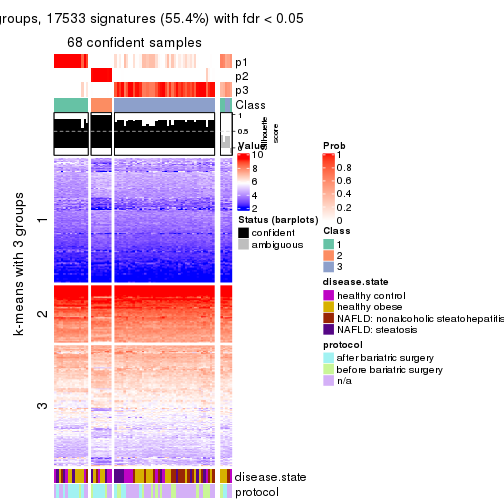 groups, 17533 signatures (55.4%) with fdr < 0.05
68 confident samples
p1
p2
p3
Class
1
0.5
0
Silhouette
score
Value
10
8
6
4
2
Status (barplots)
confident
ambiguous
Prob
1
0.8
0.6
0.4
0.2
0
Class
1
2
3
disease.state
healthy control
healthy obese
NAFLD: nonalcoholic steatohepatitis
NAFLD: steatosis
protocol
after bariatric surgery
before bariatric surgery
n/a
k-means with 3 groups
1
2
3
disease.state
protocol